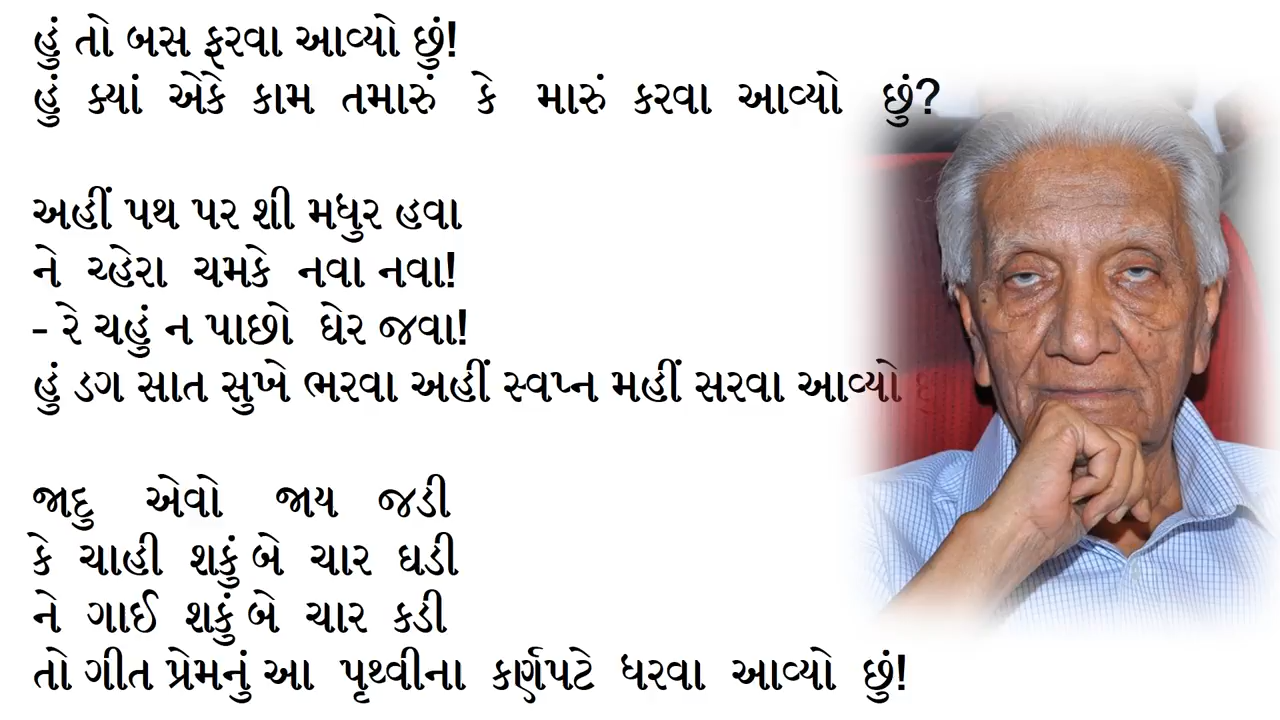 હું તો બસ ફરવા આવ્યો છું!
હું ક્યાં એકે કામ તમારું કે મારું કરવા આવ્યો છું?
અહીં પથ પર શી મધુર હવા
ને ચ્હેરા ચમકે નવા નવા!
- રે ચહું ન પાછો ઘેર જવા!
હું ડગ સાત સુખે ભરવા અહીં સ્વપ્ન મહીં સરવા આવ્યો
જાદુ એવો જાય જડી
કે ચાહી શકું બે ચાર ઘડી
ને ગાઈ શકું બે ચાર કડી
તો ગીત પ્રેમનું આ પૃથ્વીના કર્ણપટે ધરવા આવ્યો છું!